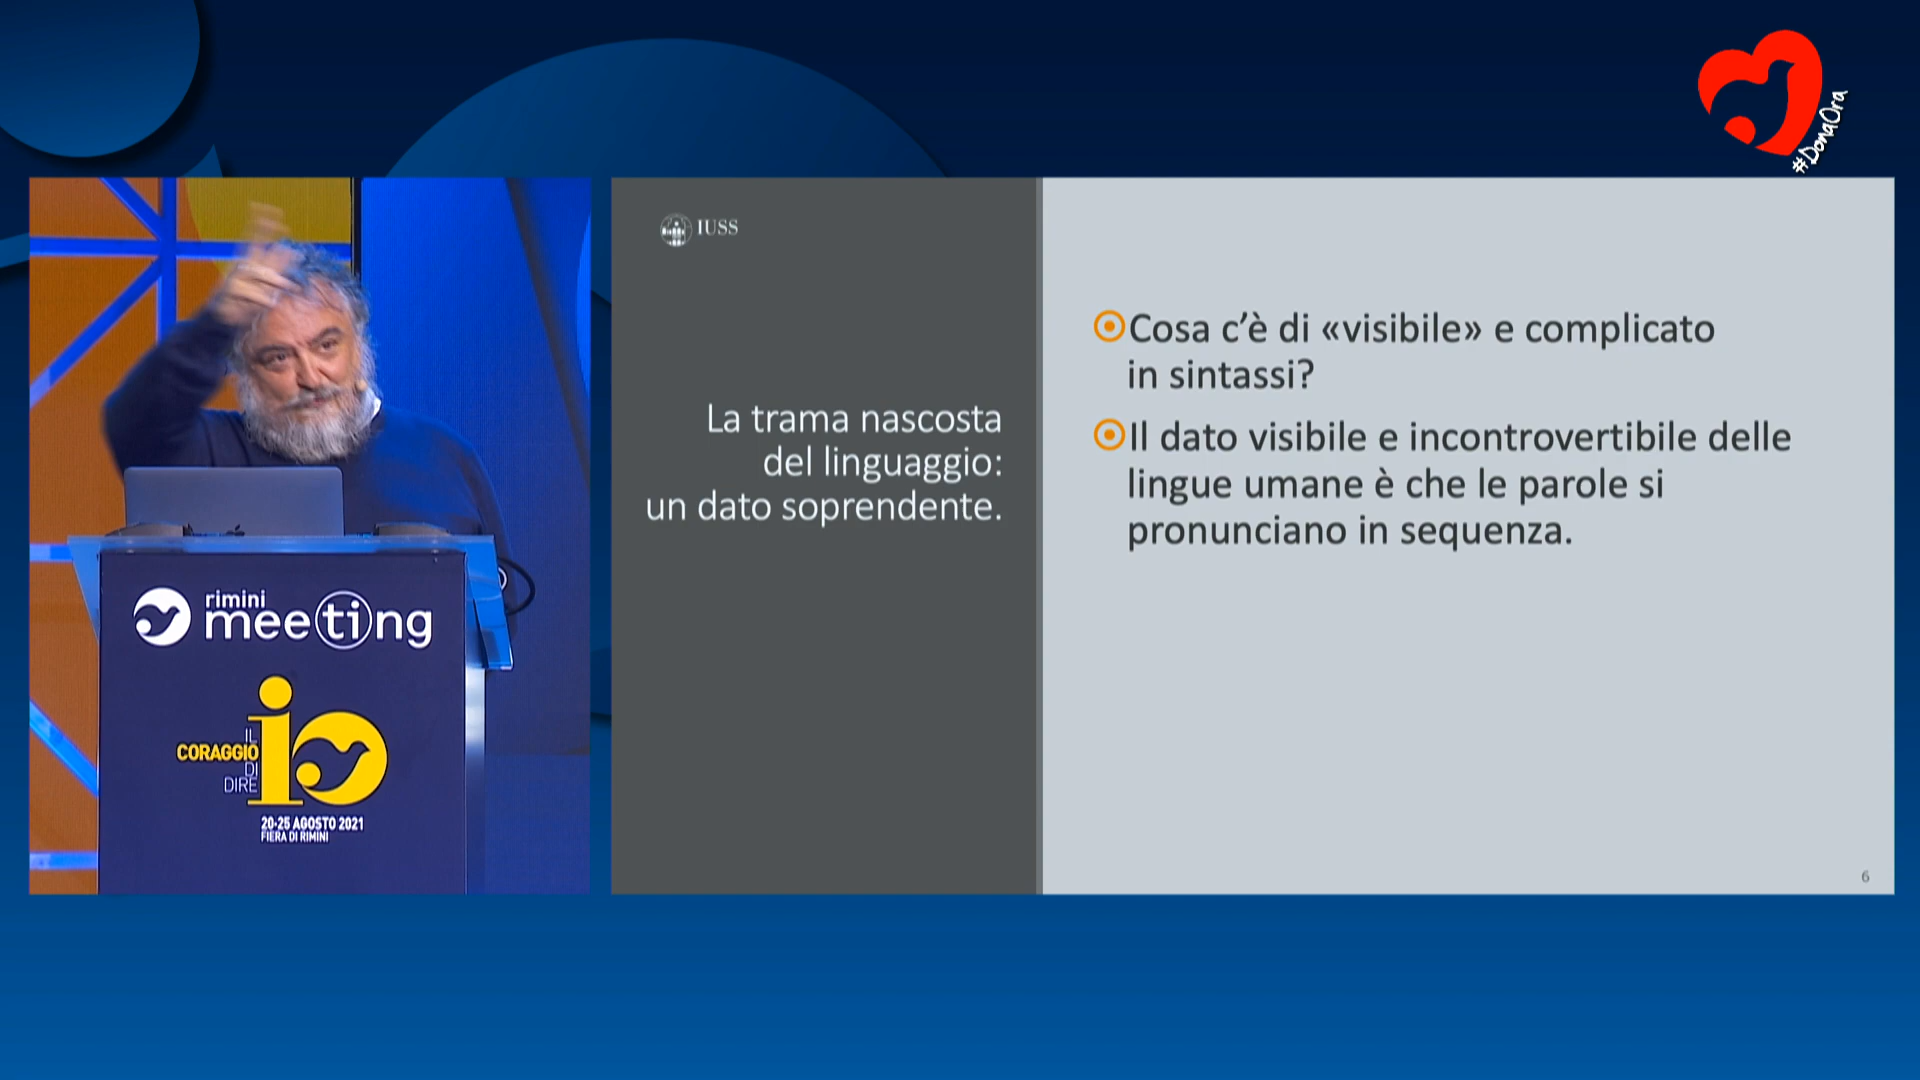 #DonaOra
IUSS
La trama nascosta
del linguaggio:
un dato soprendente.
Cosa c’è di «visibile» e complicato
in sintassi?
Il dato visibile e incontrovertibile delle
lingue umane è che le parole si
pronunciano in sequenza.
6
rimini
meeting
IL
CORAGGIO
DI
DIRE
io
20-25 AGOSTO 2021
FIERA DI RIMINI